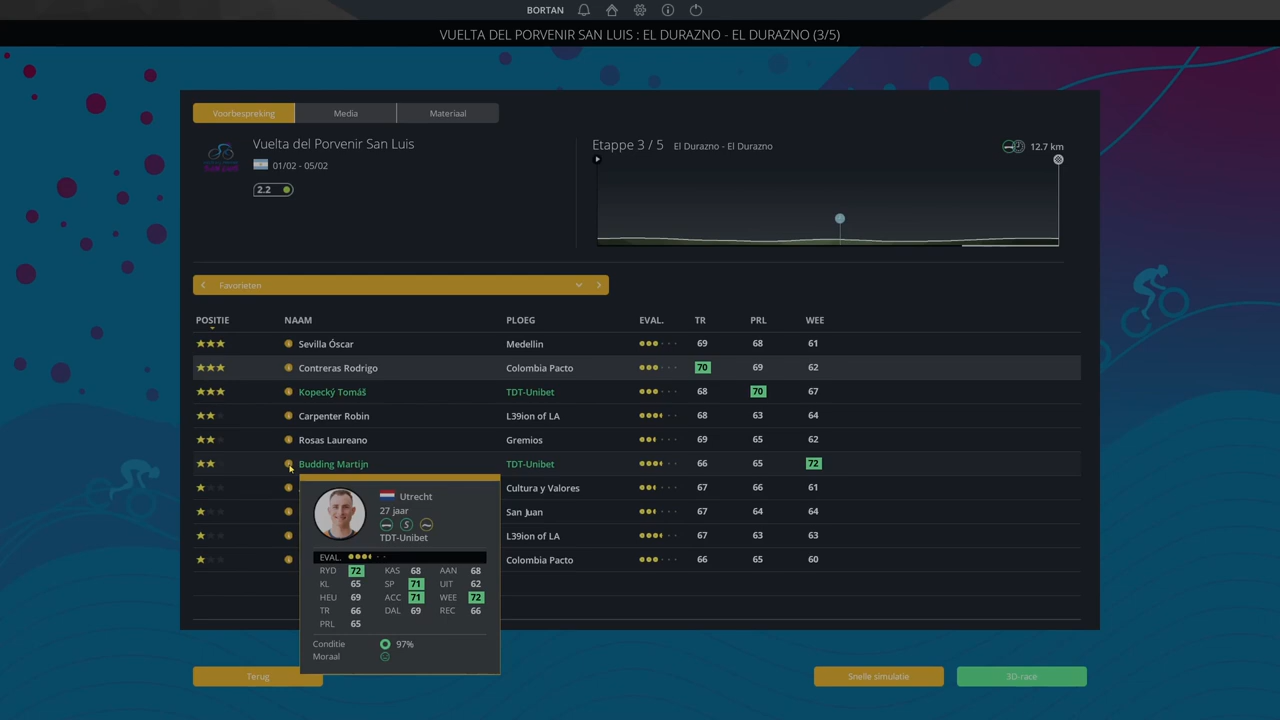 BORTAN
VUELTA DEL PORVENIR SAN LUIS : EL DURAZNO - EL DURAZNO (3/5)
Voorbespreking Media Materiaal
Vuelta del Porvenir San Luis
01/02 - 05/02
2.2
Etappe 3 / 5 El Durazno - El Durazno 12.7 km
Favorieten
POSITIE NAAM PLOEG EVAL. TR PRL WEE
Sevilla Óscar Medellin 69 68 61
Contreras Rodrigo Colombia Pacto 70 69 62
Kopecký Tomáš TDT-Unibet 68 70 67
Carpenter Robin L39ion of LA 68 63 64
Rosas Laureano Gremios 69 65 62
Budding Martijn TDT-Unibet 66 65 72
Cultura y Valores 67 66 61
San Juan 67 64 64
L39ion of LA 67 63 63
Colombia Pacto 66 65 60
Utrecht
27 jaar
S
TDT-Unibet
EVAL.
RYD 72 KAS 68 AAN 68
KL 65 SP 71 UIT 62
HEU 69 ACC 71 WEE 72
TR 66 DAL 69 REC 66
PRL 65
Conditie 97%
Moraal
Terug Snelle simulatie 3D-race